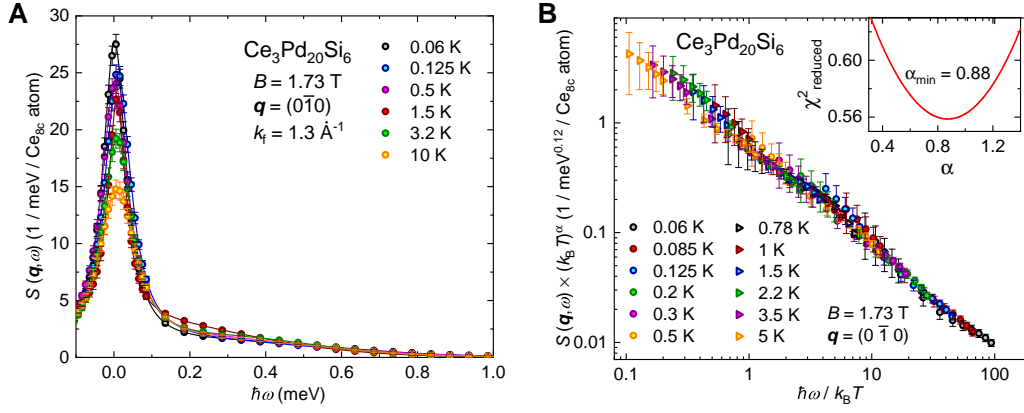 A
Ce₃Pd₂₀Si₆
B = 1.73 T
q = (01̅0)
k_f = 1.3 Å⁻¹
0.06 K
0.125 K
0.5 K
1.5 K
3.2 K
10 K
S (q,ω) (1 / meV / Ce₈c atom)
30
25
20
15
10
5
0
0.0
0.2
0.4
0.6
0.8
1.0
ħω (meV)
B
Ce₃Pd₂₀Si₆
χ²reduced
0.60
0.56
αmin = 0.88
0.4
0.8
1.2
α
S (q,ω) × (k_BT)^α (1 / meV^0.12 / Ce₈c atom)
1
0.1
0.01
0.06 K
0.085 K
0.125 K
0.2 K
0.3 K
0.5 K
0.78 K
1 K
1.5 K
2.2 K
3.5 K
5 K
B = 1.73 T
q = (0 1̅ 0)
0.1
1
10
100
ħω / k_BT